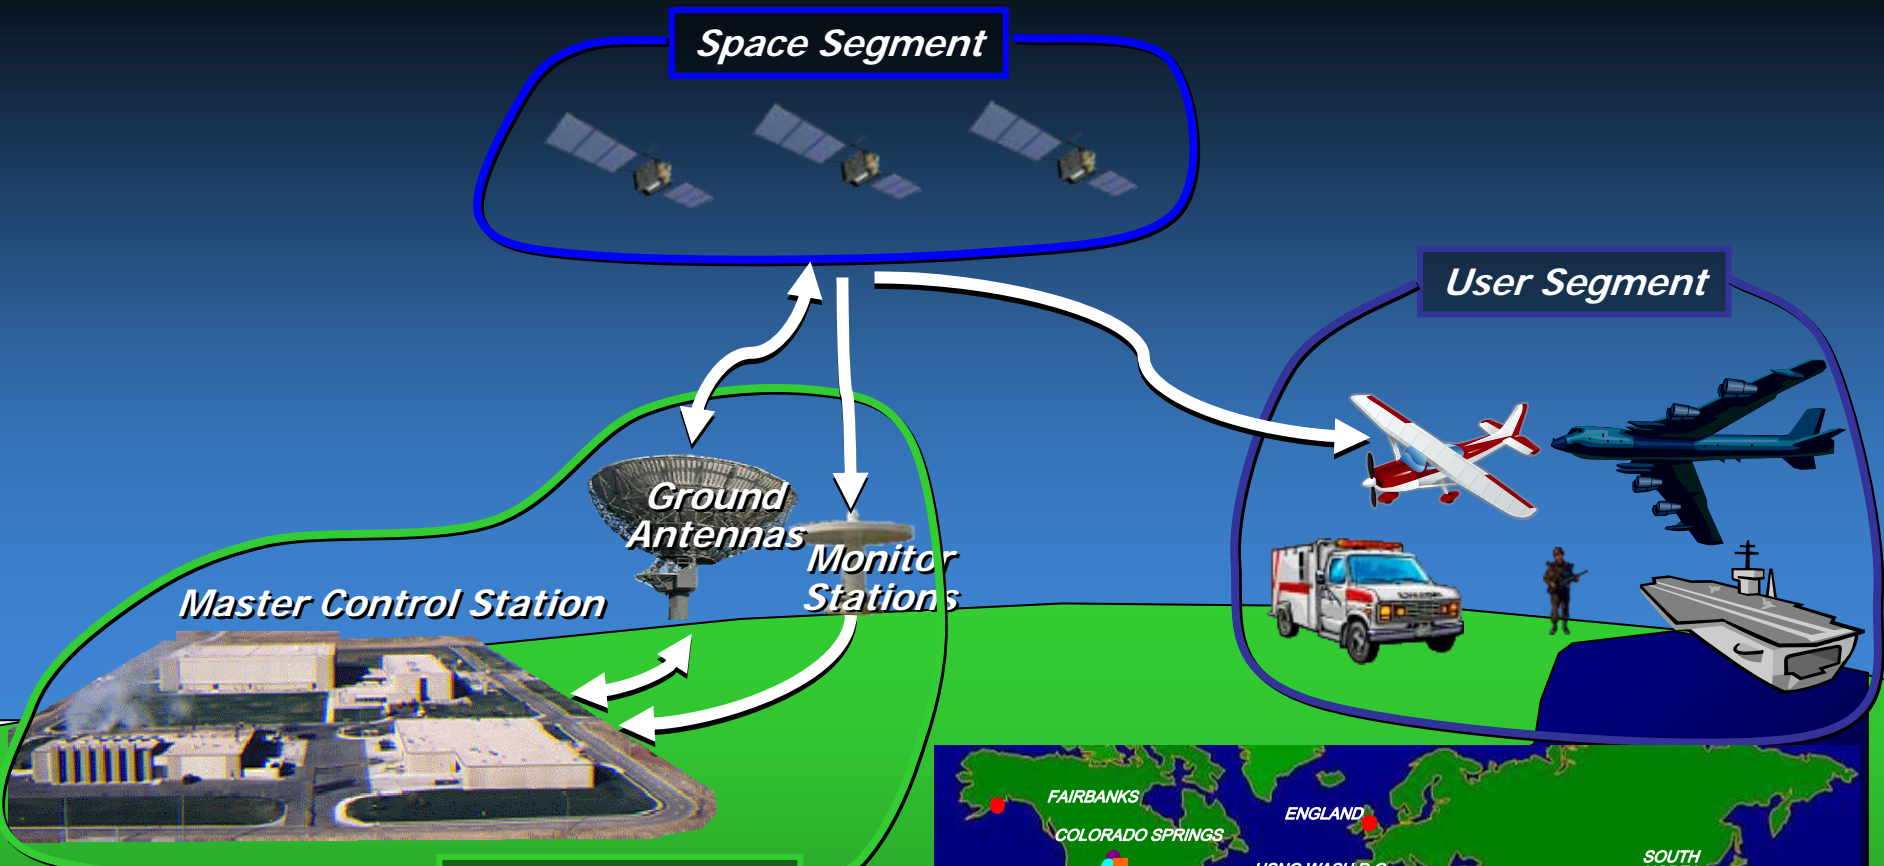 Space Segment
User Segment
Ground
Antennas
Monitor
Stations
Master Control Station
FAIRBANKS
ENGLAND
COLORADO SPRINGS
SOUTH